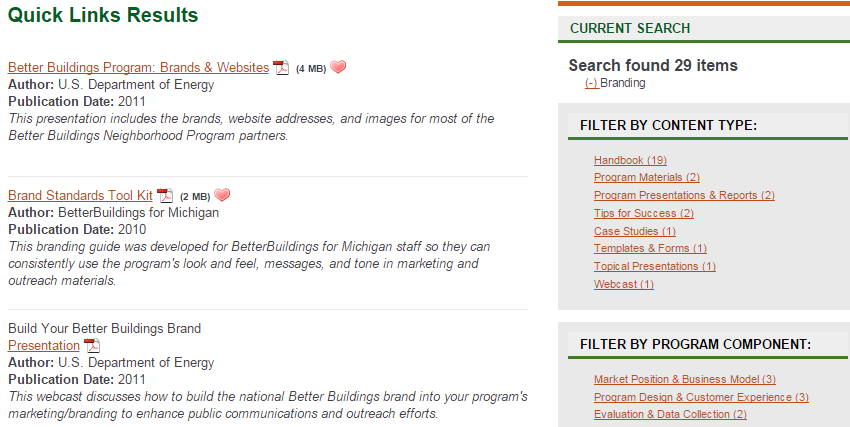 Quick Links Results
Better Buildings Program: Brands & Websites (4 MB)
Author: U.S. Department of Energy
Publication Date: 2011
This presentation includes the brands, website addresses, and images for most of the
Better Buildings Neighborhood Program partners.
Brand Standards Tool Kit (2 MB)
Author: BetterBuildings for Michigan
Publication Date: 2010
This branding guide was developed for BetterBuildings for Michigan staff so they can
consistently use the program's look and feel, messages, and tone in marketing and
outreach materials.
Build Your Better Buildings Brand
Presentation
Author: U.S. Department of Energy
Publication Date: 2011
This webcast discusses how to build the national Better Buildings brand into your program's
marketing/branding to enhance public communications and outreach efforts.
CURRENT SEARCH
Search found 29 items
(-) Branding
FILTER BY CONTENT TYPE:
Handbook (19)
Program Materials (2)
Program Presentations & Reports (2)
Tips for Success (2)
Case Studies (1)
Templates & Forms (1)
Topical Presentations (1)
Webcast (1)
FILTER BY PROGRAM COMPONENT:
Market Position & Business Model (3)
Program Design & Customer Experience (3)
Evaluation & Data Collection (2)